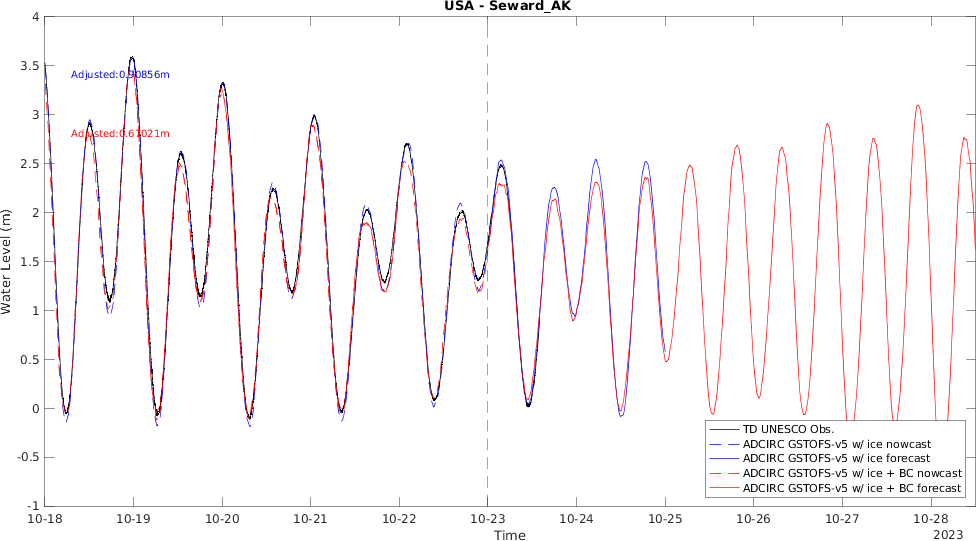 USA - Seward_AK
4
3.5
3
2.5
2
1.5
1
0.5
0
-0.5
-1
Water Level (m)
Adjusted:0.90856m
Adjusted:0.67021m
TD UNESCO Obs.
ADCIRC GSTOFS-v5 w/ ice nowcast
ADCIRC GSTOFS-v5 w/ ice forecast
ADCIRC GSTOFS-v5 w/ ice + BC nowcast
ADCIRC GSTOFS-v5 w/ ice + BC forecast
10-18 10-19 10-20 10-21 10-22 10-23 10-24 10-25 10-26 10-27 10-28
Time
2023